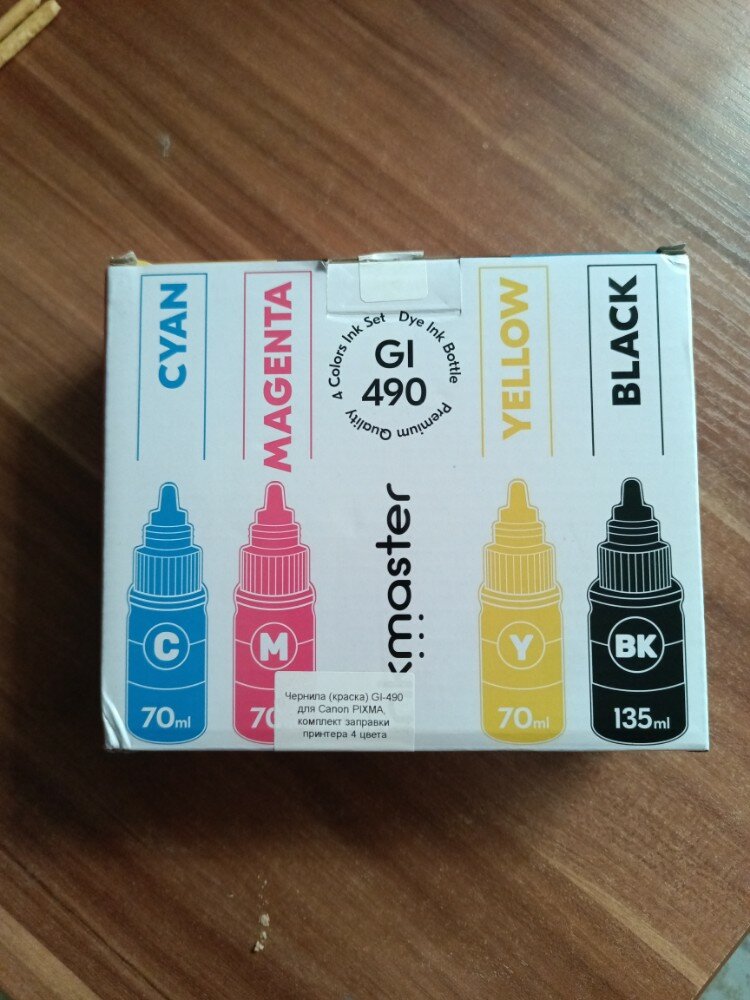 CYAN
MAGENTA
4 Colors Ink Set Dye Ink Bottle Premium Quality
GI
490
YELLOW
BLACK
C
M
Y
BK
70ml
70ml
135ml
Чернила (краска) GI-490
для Canon PIXMA,
комплект заправки
принтера 4 цвета